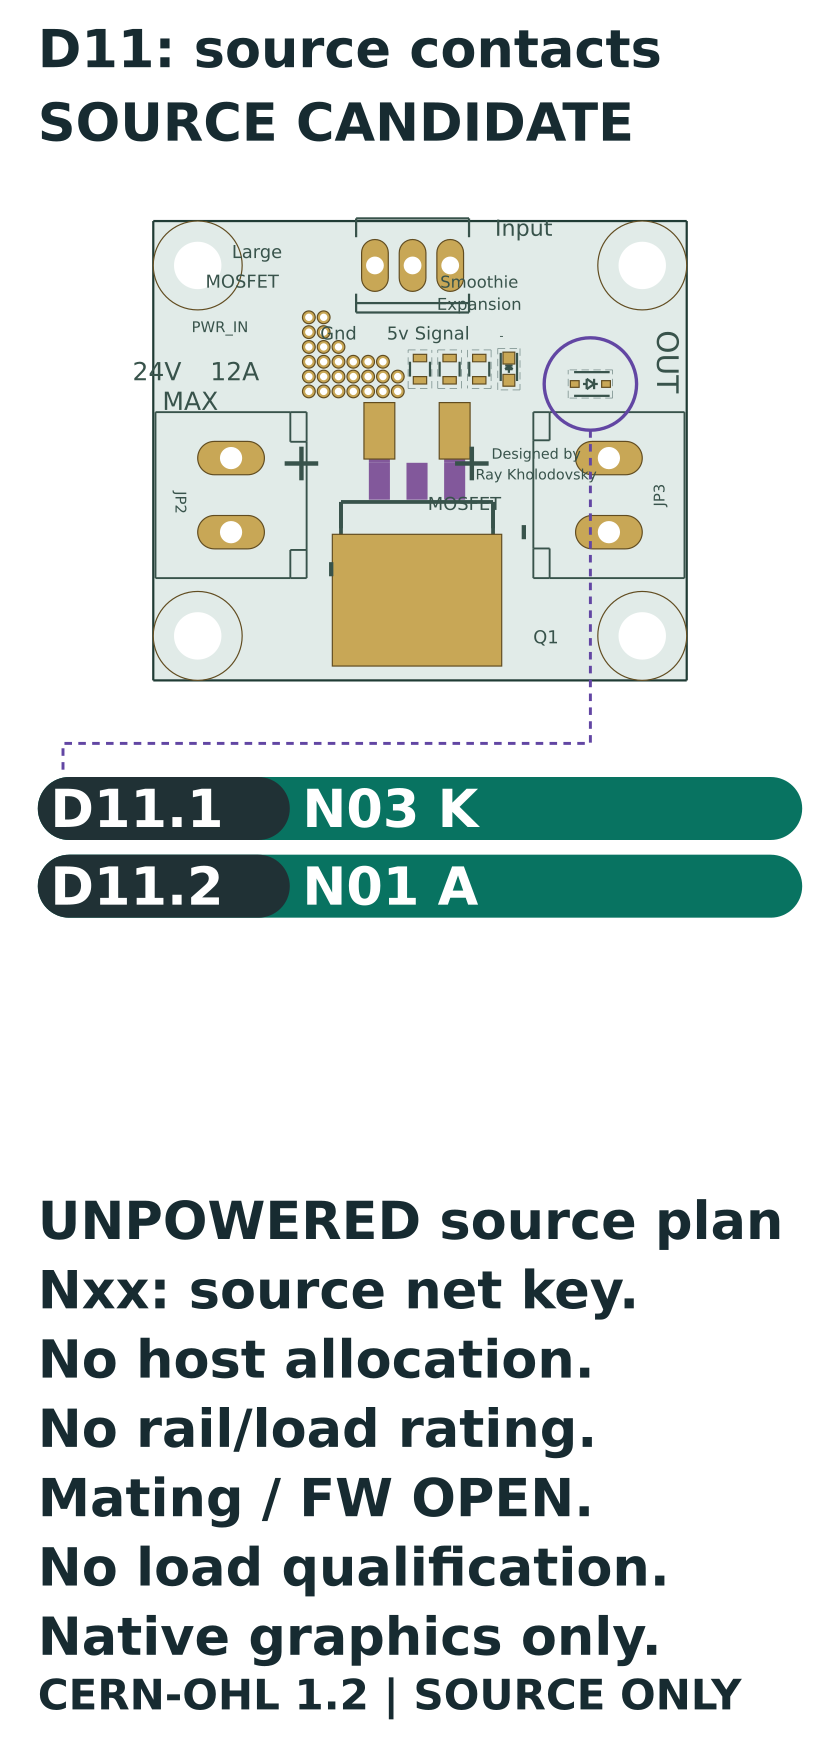 D11: source contacts
SOURCE CANDIDATE
Input
Large
MOSFET
Smoothie
Expansion
PWR_IN
Gnd 5v Signal
-
OUT
24V 12A
MAX
+
+
Designed by
Ray Kholodovsky
JP2
JP3
MOSFET
-
-
Q1
D11.1 N03 K
D11.2 N01 A
UNPOWERED source plan
Nxx: source net key.
No host allocation.
No rail/load rating.
Mating / FW OPEN.
No load qualification.
Native graphics only.
CERN-OHL 1.2 | SOURCE ONLY